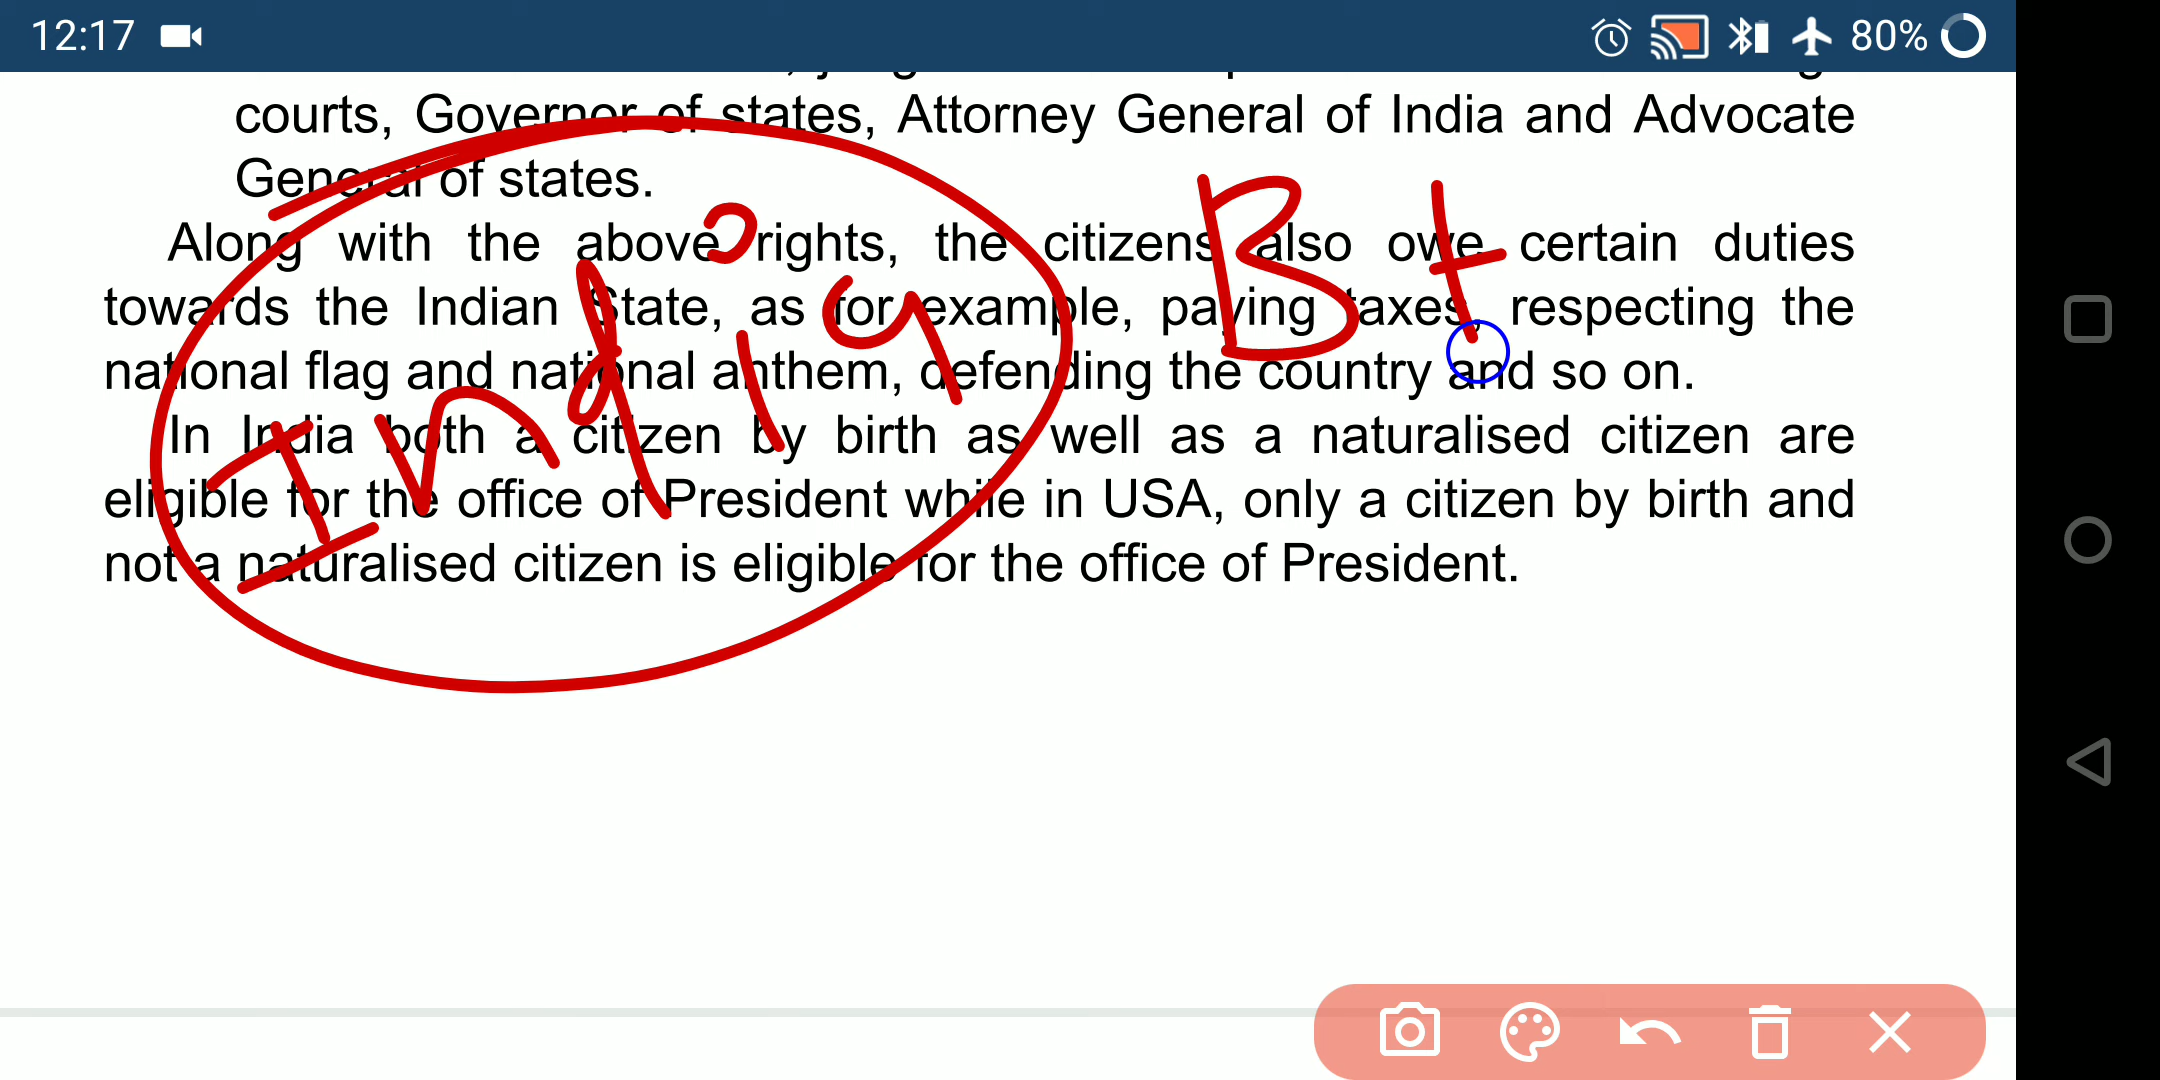 12:17
80%
courts, Governor of states, Attorney General of India and Advocate
General of states.
Along with the above rights, the citizens also owe certain duties
towards the Indian State, as for example, paying taxes, respecting the
national flag and national anthem, defending the country and so on.
In India both a citizen by birth as well as a naturalised citizen are
eligible for the office of President while in USA, only a citizen by birth and
not a naturalised citizen is eligible for the office of President.
India
B t